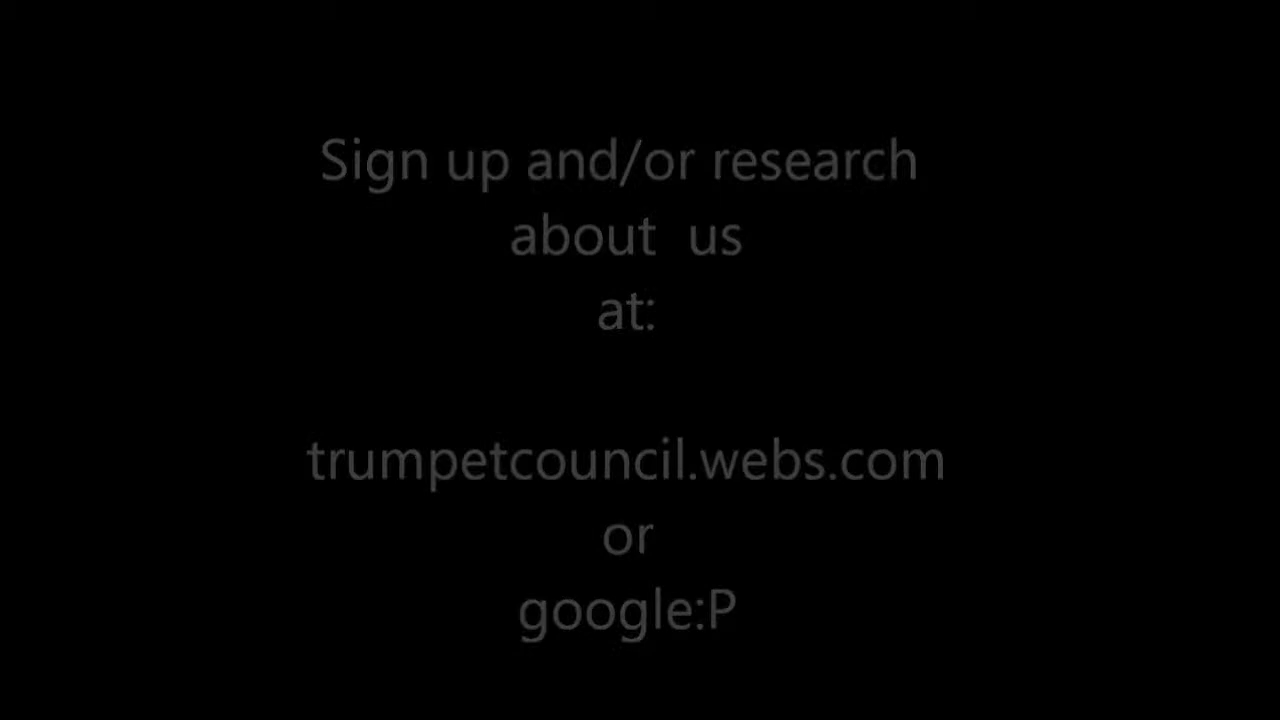 Sign up and/or research
about  us
at:
trumpetcouncil.webs.com
or
google:P